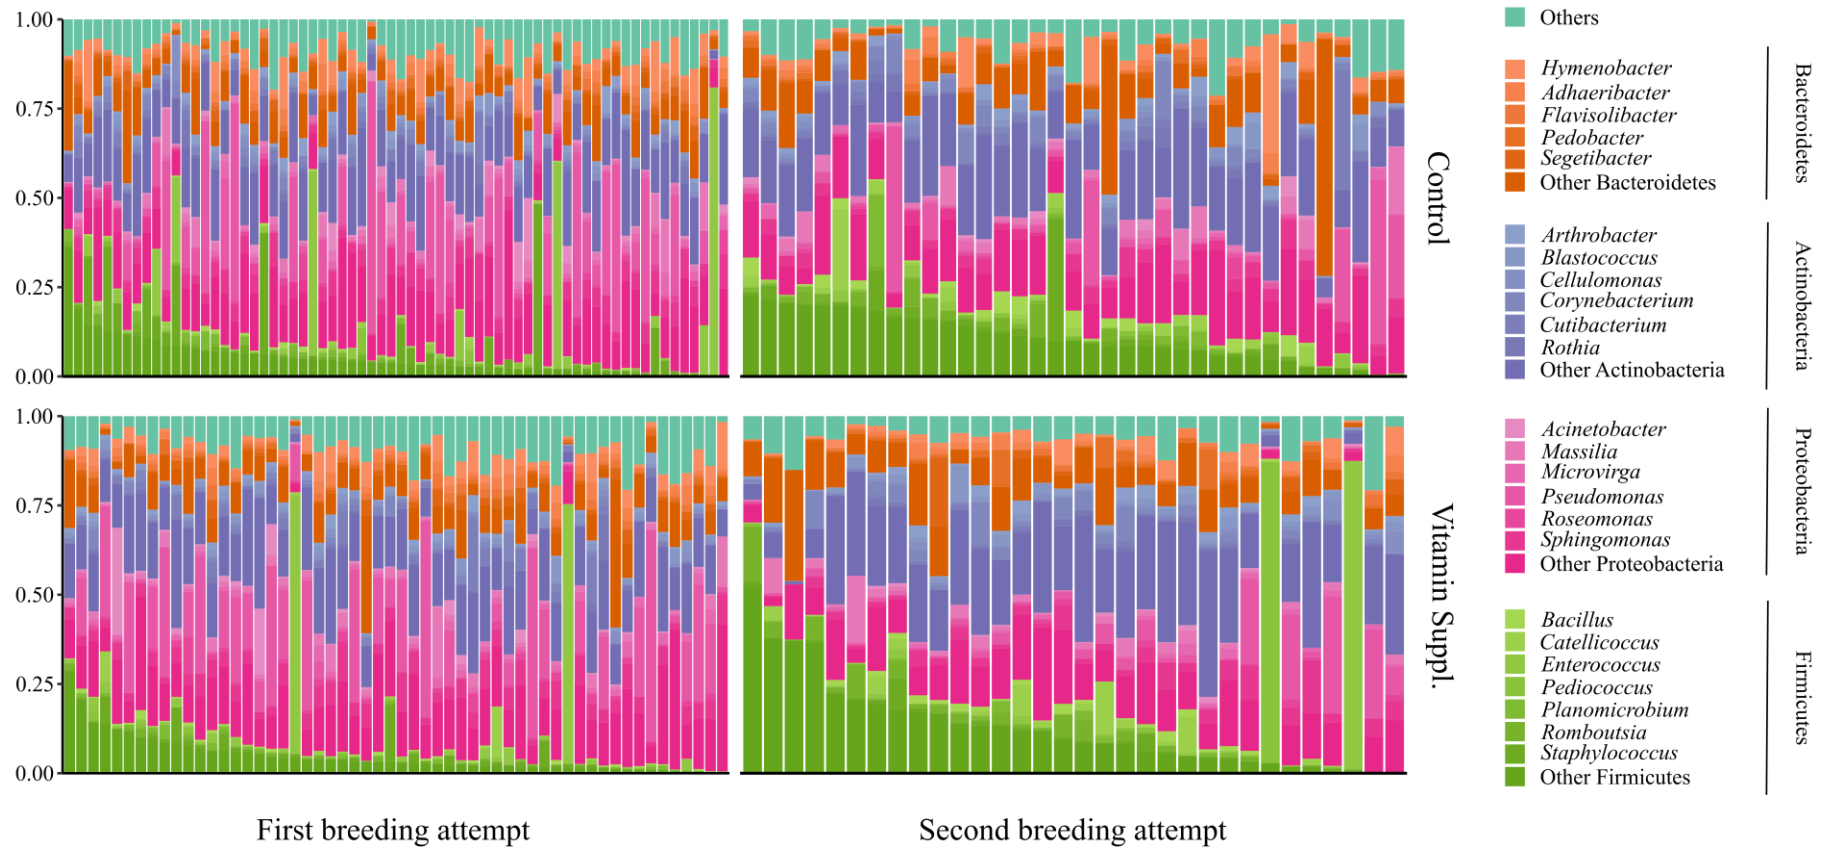 1.00
0.75
0.50
0.25
0.00
Control
1.00
0.75
0.50
0.25
0.00
Vitamin Suppl.
First breeding attempt
Second breeding attempt
Others
Hymenobacter
Adhaeribacter
Flavisolibacter
Pedobacter
Segetibacter
Other Bacteroidetes
Bacteroidetes
Arthrobacter
Blastococcus
Cellulomonas
Corynebacterium
Cutibacterium
Rothia
Other Actinobacteria
Actinobacteria
Acinetobacter
Massilia
Microvirga
Pseudomonas
Roseomonas
Sphingomonas
Other Proteobacteria
Proteobacteria
Bacillus
Catellicoccus
Enterococcus
Pediococcus
Planomicrobium
Romboutsia
Staphylococcus
Other Firmicutes
Firmicutes